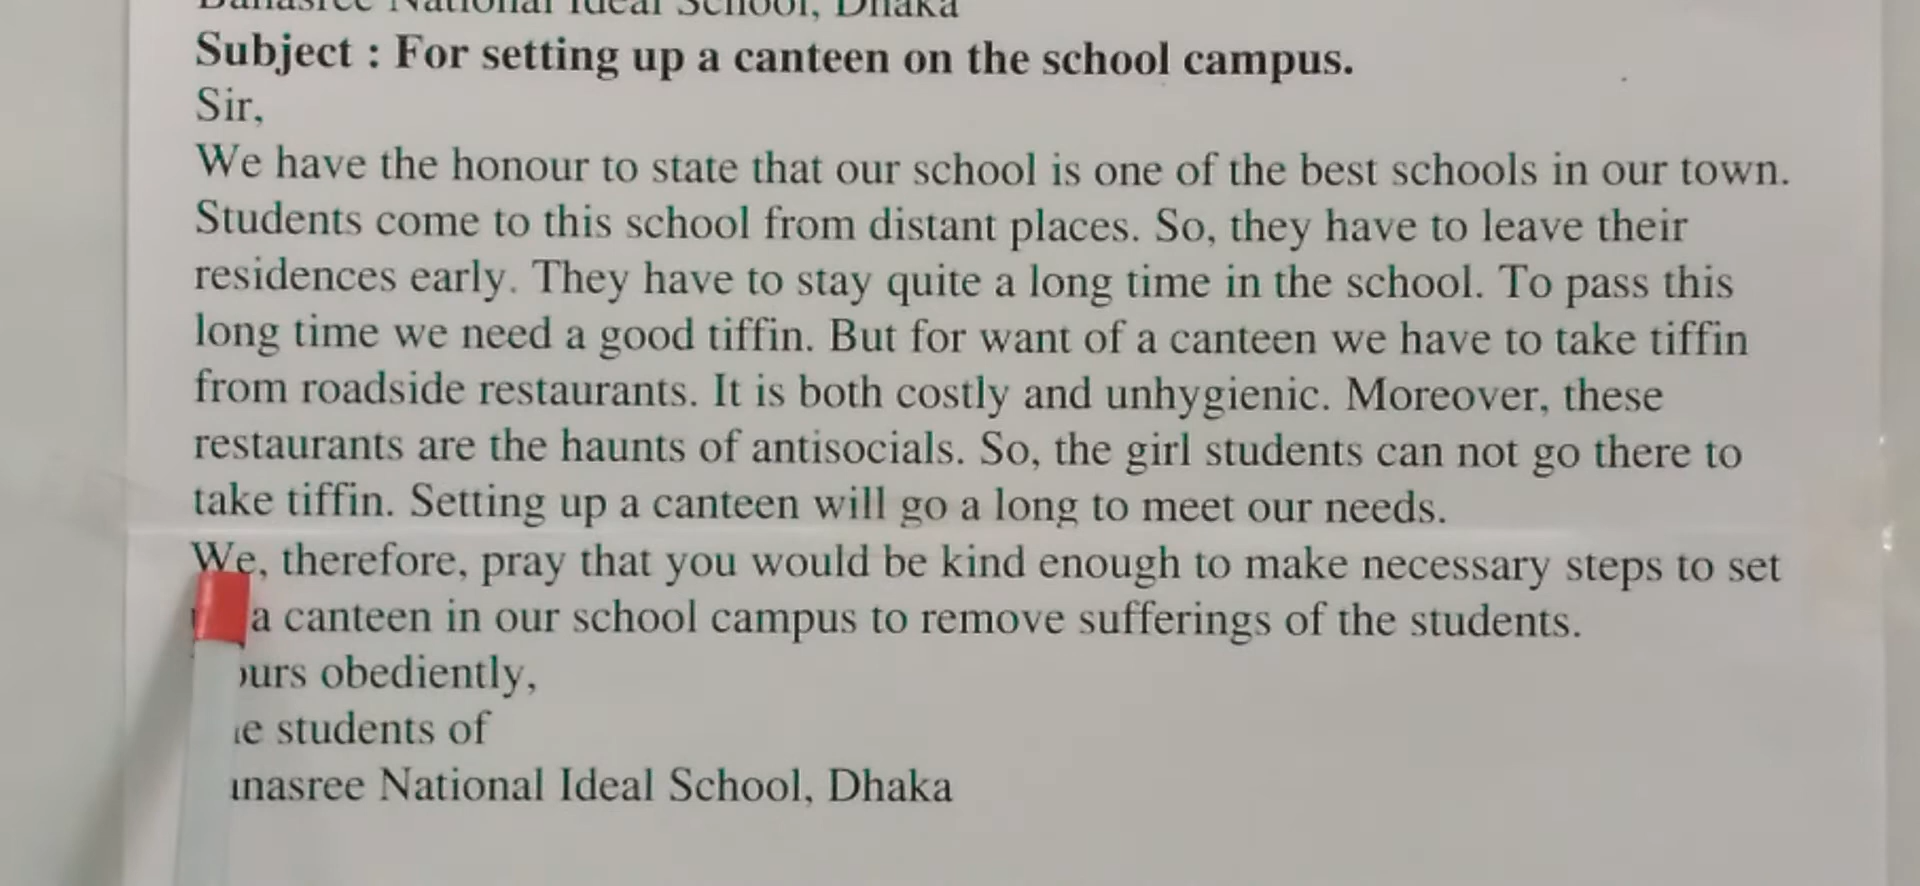 Banasree National Ideal School, Dhaka
Subject : For setting up a canteen on the school campus.
Sir,
We have the honour to state that our school is one of the best schools in our town.
Students come to this school from distant places. So, they have to leave their
residences early. They have to stay quite a long time in the school. To pass this
long time we need a good tiffin. But for want of a canteen we have to take tiffin
from roadside restaurants. It is both costly and unhygienic. Moreover, these
restaurants are the haunts of antisocials. So, the girl students can not go there to
take tiffin. Setting up a canteen will go a long to meet our needs.
We, therefore, pray that you would be kind enough to make necessary steps to set
a canteen in our school campus to remove sufferings of the students.
obediently,
students of
National Ideal School, Dhaka